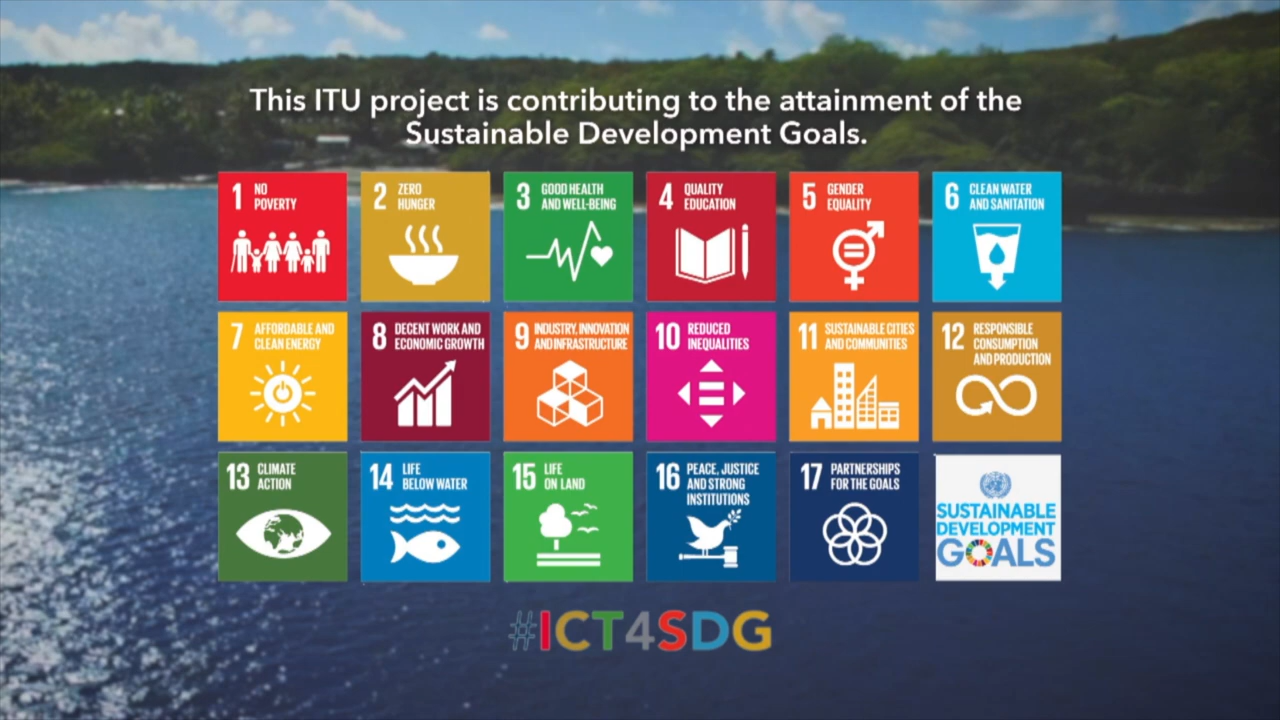 This ITU project is contributing to the attainment of the
Sustainable Development Goals.
1 NO
POVERTY
2 ZERO
HUNGER
3 GOOD HEALTH
AND WELL-BEING
4 QUALITY
EDUCATION
5 GENDER
EQUALITY
6 CLEAN WATER
AND SANITATION
7 AFFORDABLE AND
CLEAN ENERGY
8 DECENT WORK AND
ECONOMIC GROWTH
9 INDUSTRY, INNOVATION
AND INFRASTRUCTURE
10 REDUCED
INEQUALITIES
11 SUSTAINABLE CITIES
AND COMMUNITIES
12 RESPONSIBLE
CONSUMPTION
AND PRODUCTION
13 CLIMATE
ACTION
14 LIFE
BELOW WATER
15 LIFE
ON LAND
16 PEACE, JUSTICE
AND STRONG
INSTITUTIONS
17 PARTNERSHIPS
FOR THE GOALS
SUSTAINABLE
DEVELOPMENT
GOALS
#ICT4SDG